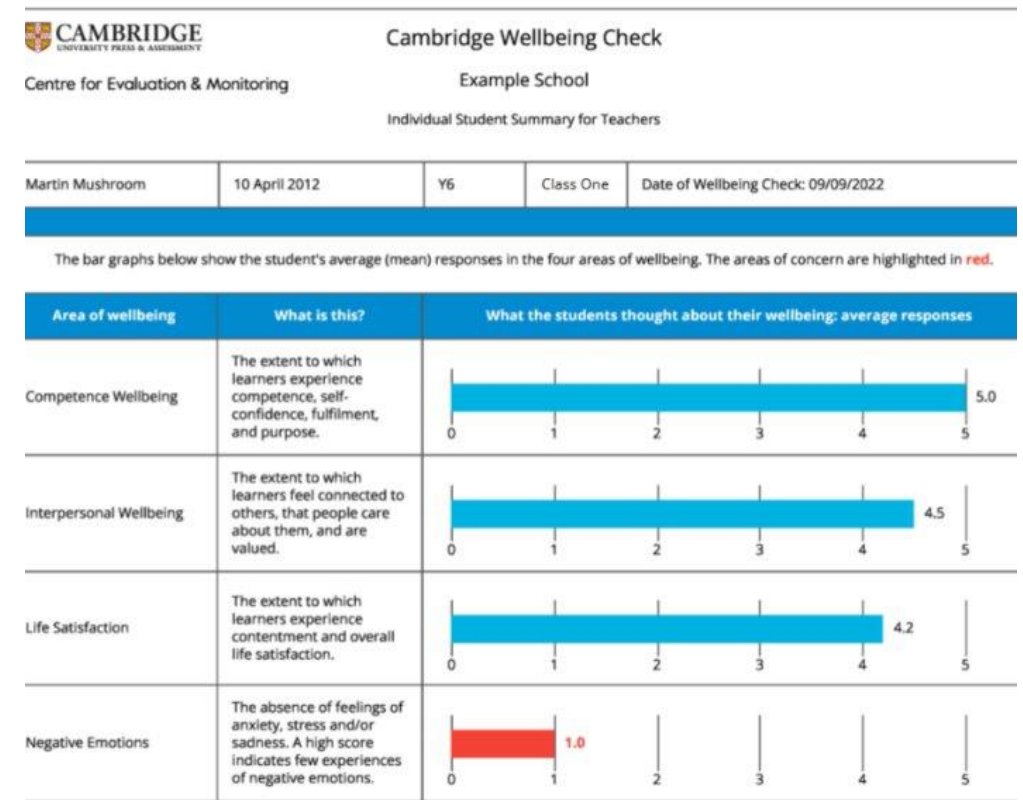 CAMBRIDGE
UNIVERSITY PRESS & ASSESSMENT
Centre for Evaluation & Monitoring
Cambridge Wellbeing Check
Example School
Individual Student Summary for Teachers
Martin Mushroom 10 April 2012 Y6 Class One Date of Wellbeing Check: 09/09/2022
The bar graphs below show the student's average (mean) responses in the four areas of wellbeing. The areas of concern are highlighted in red.
Area of wellbeing What is this? What the students thought about their wellbeing: average responses
Competence Wellbeing
The extent to which
learners experience
competence, self-
confidence, fulfilment,
and purpose.
5.0
0 1 2 3 4 5
Interpersonal Wellbeing
The extent to which
learners feel connected to
others, that people care
about them, and are
valued.
4.5
0 1 2 3 4 5
Life Satisfaction
The extent to which
learners experience
contentment and overall
life satisfaction.
4.2
0 1 2 3 4 5
Negative Emotions
The absence of feelings of
anxiety, stress and/or
sadness. A high score
indicates few experiences
of negative emotions.
1.0
0 1 2 3 4 5